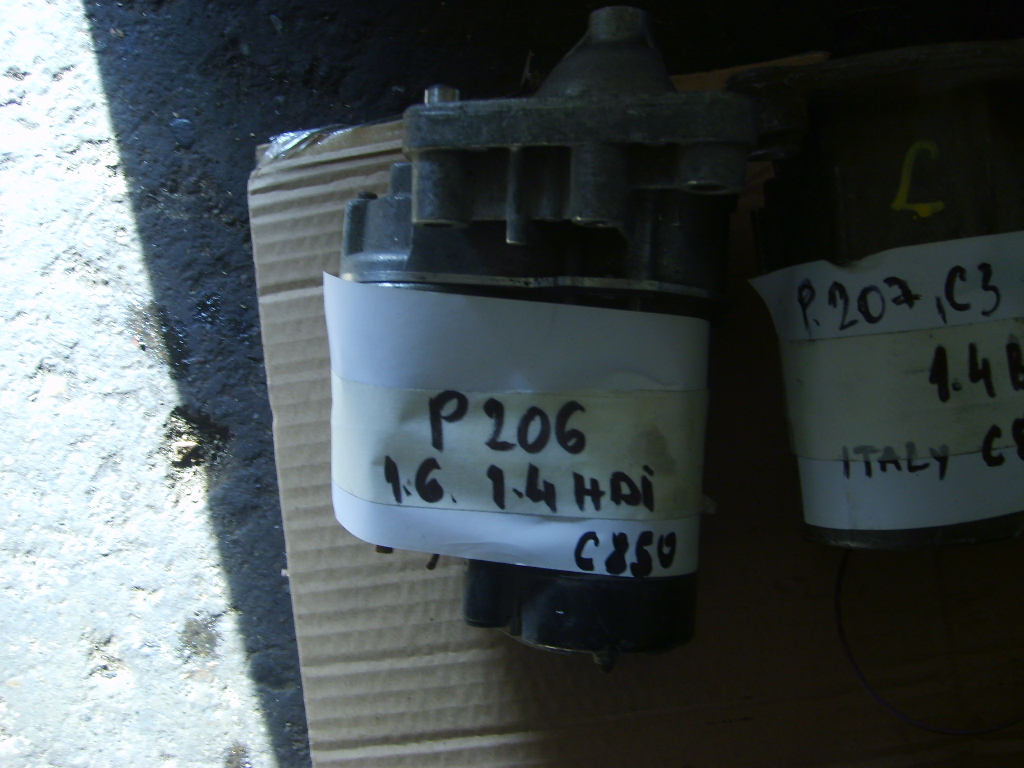 P 206
1.6. 1.4 HDi
C850
L
P. 207, C3
1.4
ITALY